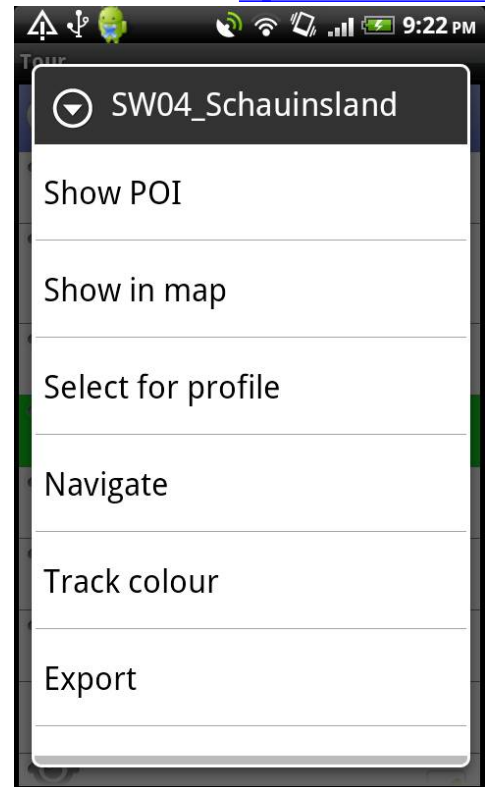 9:22 PM
Tour
SW04_Schauinsland
Show POI
Show in map
Select for profile
Navigate
Track colour
Export